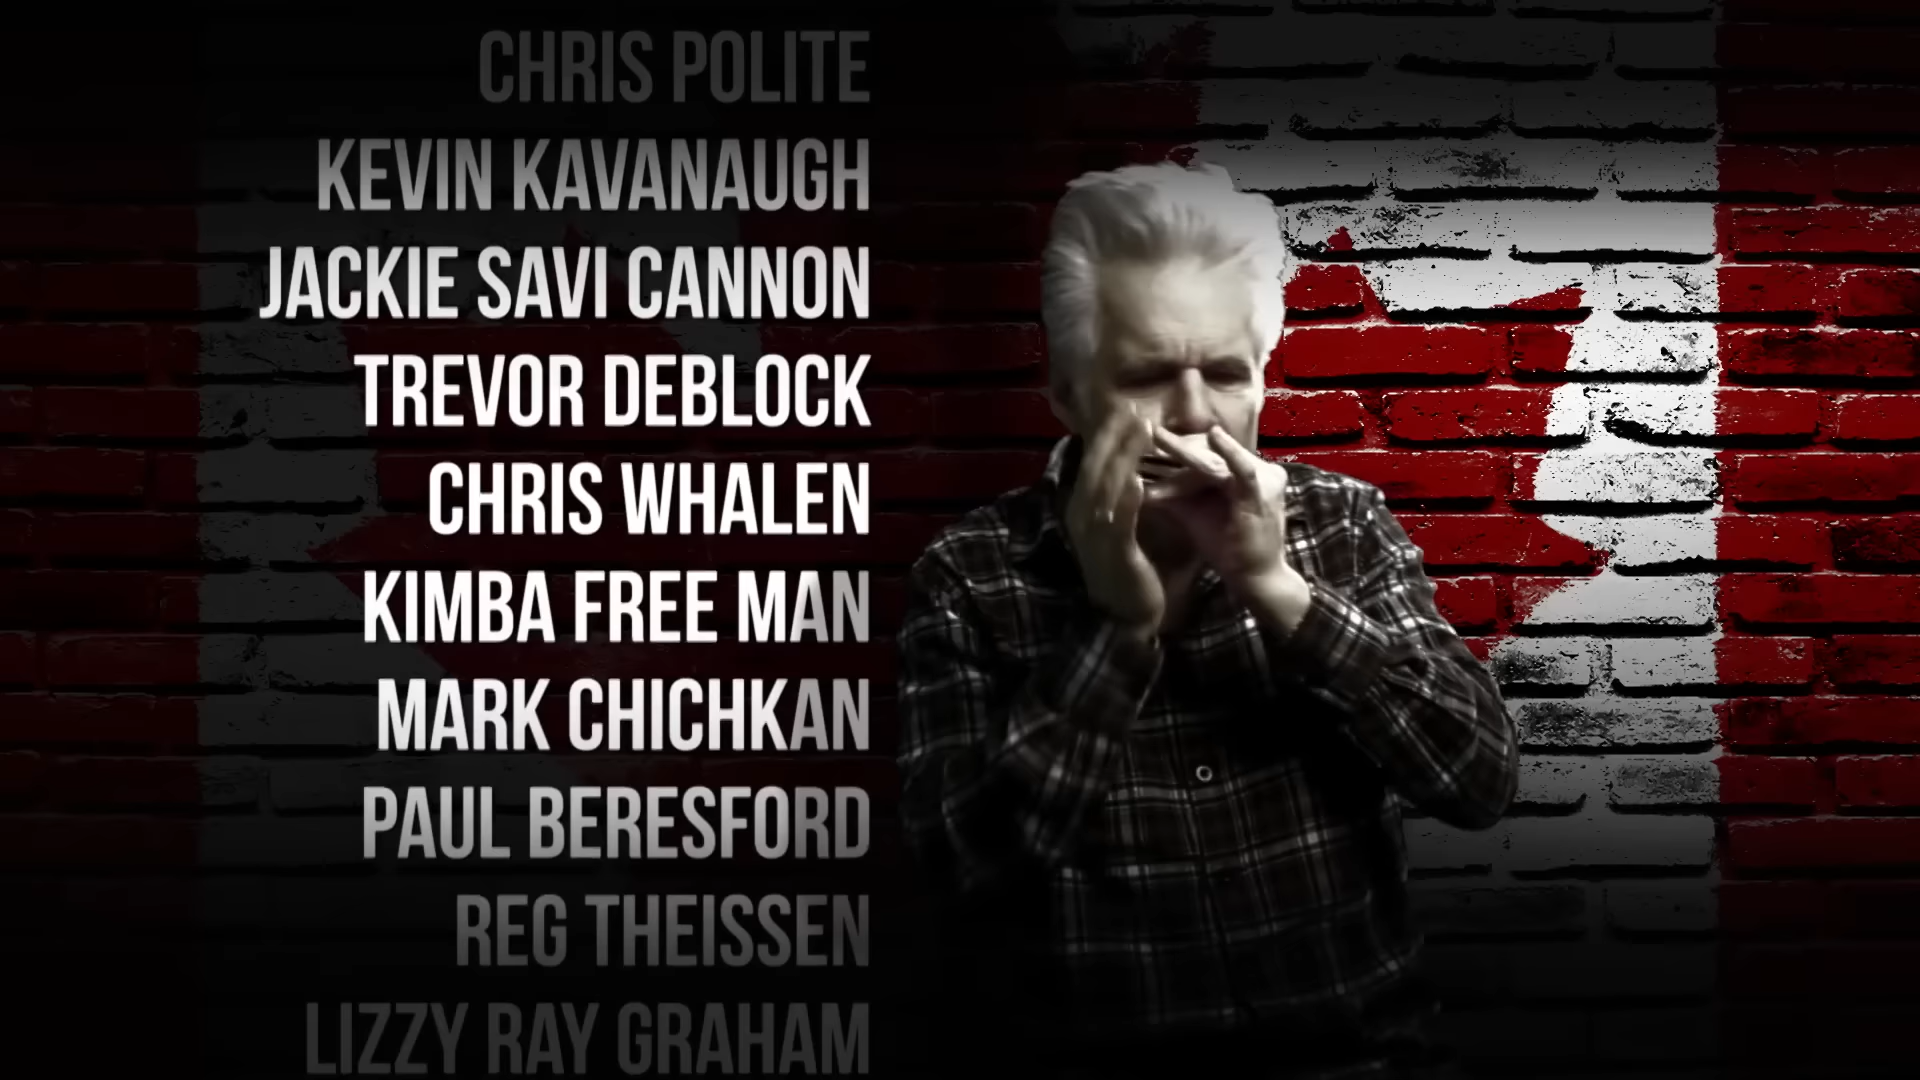 CHRIS POLITE
KEVIN KAVANAUGH
JACKIE SAVI CANNON
TREVOR DEBLOCK
CHRIS WHALEN
KIMBA FREE MAN
MARK CHICHKAN
PAUL BERESFORD
REG THEISSEN
LIZZY RAY GRAHAM